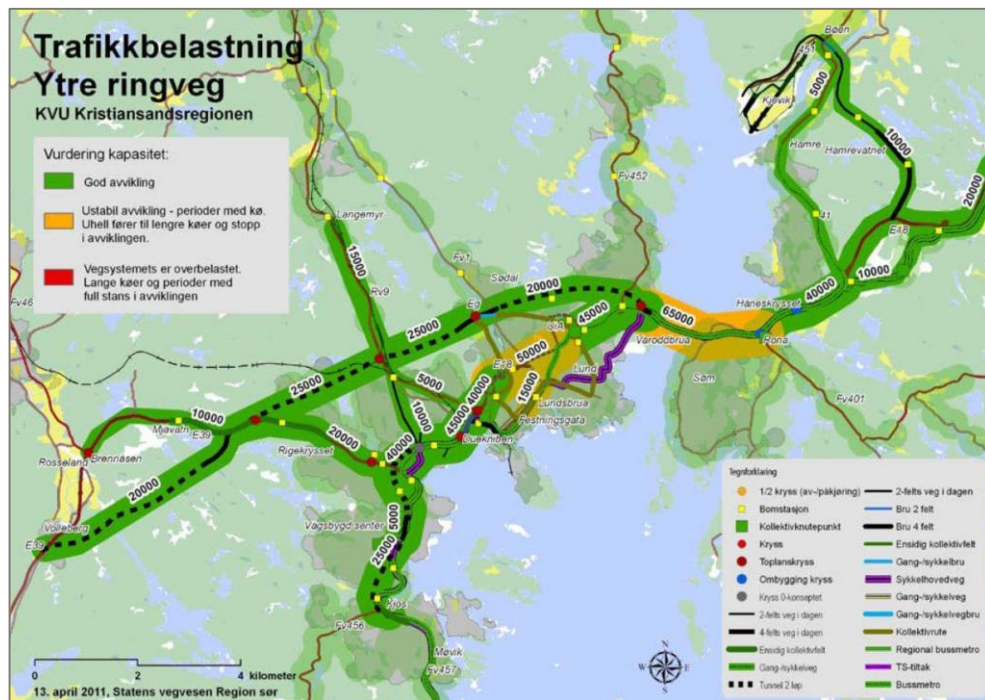 Trafikkbelastning
Ytre ringveg
KVU Kristiansandsregionen
Vurdering kapasitet:
God avvikling
Ustabil avvikling - perioder med kø.
Uhell fører til lengre køer og stopp
i avviklingen.
Vegsystemets er overbelastet.
Lange køer og perioder med
full stans i avviklingen
Bøen
451
Kjevik
5000
10000
Hamre
Hamrevatnet
20000
41
E18
10000
40000
Håneskrysset
Rona
Fv452
Langemyr
15000
Rv9
Fv1
Sødal
Eg
20000
25000
45000
UiA
65000
Varoddbrua
Søm
Fv401
E18
50000
Lund
15000
Lundsbrua
Festningsgata
40000
45000
Duekniben
5000
10000
25000
Fv46
10000
Mjåvatn
E39
Rosseland
Brennåsen
20000
Volleberg
E39
20000
Rigekrysset
40000
Vågsbygd senter
5000
25000
Kjos
Fv456
Møvik
Fv457
Tegnforklaring
1/2 kryss (av-/påkjøring)
Bomstasjon
Kollektivknutepunkt
Kryss
Toplanskryss
Ombygging kryss
Kryss 0-konseptet
2-felts veg i dagen
4-felts veg i dagen
Ensidig kollektivfelt
Gang-/sykkelveg
Tunnel 2 løp
2-felts veg i dagen
Bru 2 felt
Bru 4 felt
Ensidig kollektivfelt
Gang-/sykkelbru
Sykkelhovedveg
Gang-/sykkelveg
Gang-/sykkelvegbru
Kollektivrute
Regional bussmetro
TS-tiltak
Bussmetro
N
W E
S
0 2 4 kilometer
13. april 2011, Statens vegvesen Region sør